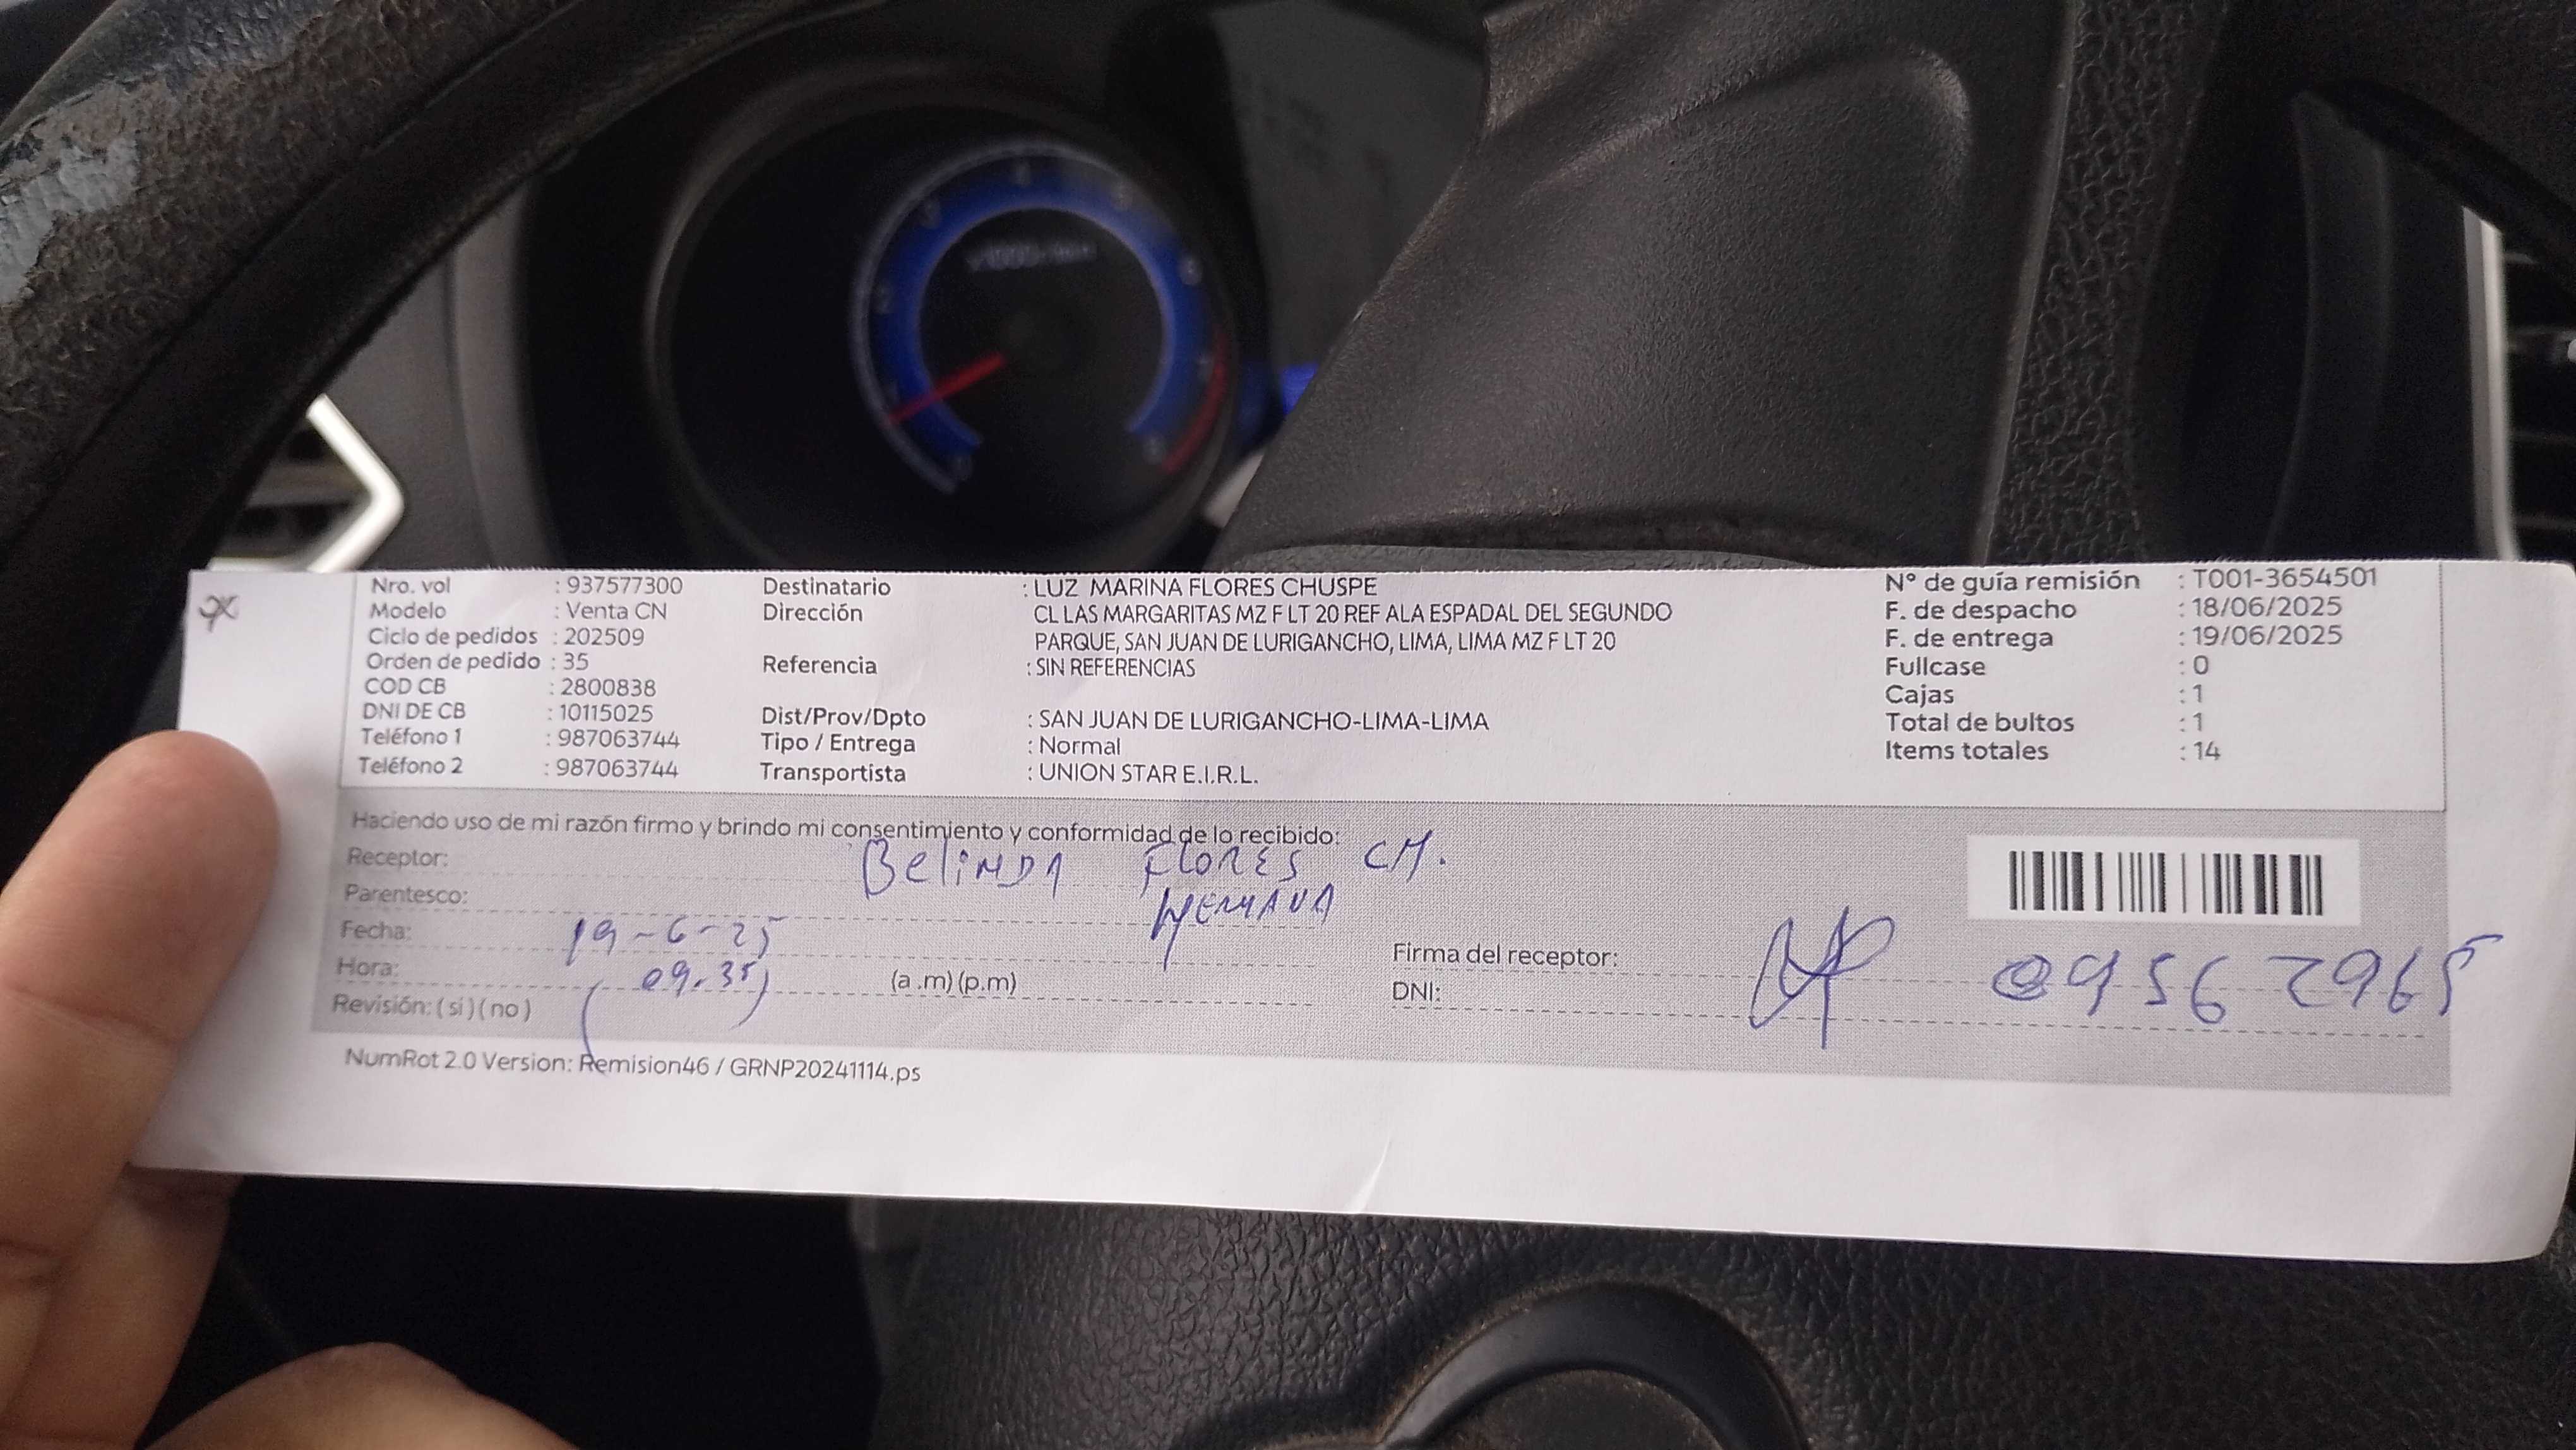 Nro. vol : 937577300
Modelo : Venta CN
Ciclo de pedidos : 202509
Orden de pedido : 35
COD CB : 2800838
DNI DE CB : 10115025
Teléfono 1 : 987063744
Teléfono 2 : 987063744
Destinatario : LUZ MARINA FLORES CHUSPE
Dirección CL LAS MARGARITAS MZ F LT 20 REF ALA ESPADAL DEL SEGUNDO
PARQUE, SAN JUAN DE LURIGANCHO, LIMA, LIMA MZ F LT 20
Referencia : SIN REFERENCIAS
Dist/Prov/Dpto : SAN JUAN DE LURIGANCHO-LIMA-LIMA
Tipo / Entrega : Normal
Transportista : UNION STAR E.I.R.L.
N° de guía remisión : T001-3654501
F. de despacho : 18/06/2025
F. de entrega : 19/06/2025
Fullcase : 0
Cajas : 1
Total de bultos : 1
Items totales : 14
Haciendo uso de mi razón firmo y brindo mi consentimiento y conformidad de lo recibido:
Receptor: BeliNDA FLORES CH.
Parentesco: HERMANA
Fecha: 19-6-25
Hora: 09.35 (a.m) (p.m)
Revisión: ( si ) ( no )
Firma del receptor:
DNI: 09562965
NumRot 2.0 Version: Remision46 / GRNP20241114.ps